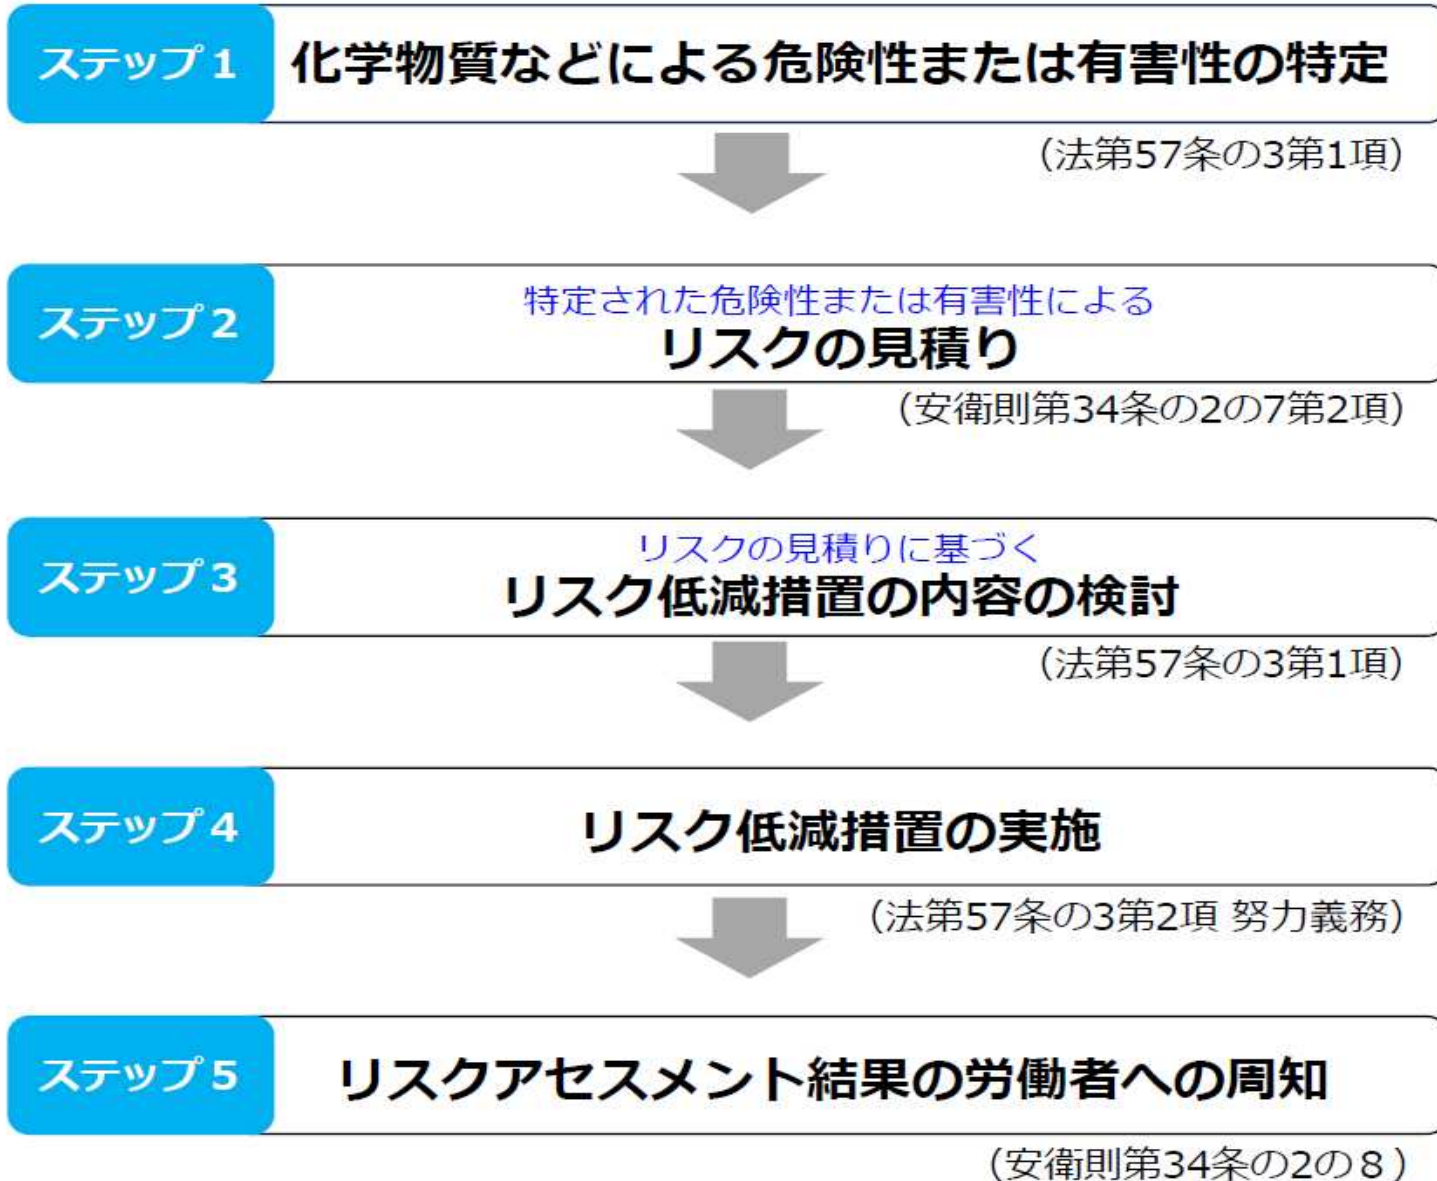 ステップ１
化学物質などによる危険性または有害性の特定
（法第57条の3第1項）
ステップ２
特定された危険性または有害性による
リスクの見積り
（安衛則第34条の2の7第2項）
ステップ３
リスクの見積りに基づく
リスク低減措置の内容の検討
（法第57条の3第1項）
ステップ４
リスク低減措置の実施
（法第57条の3第2項 努力義務）
ステップ５
リスクアセスメント結果の労働者への周知
（安衛則第34条の2の８）